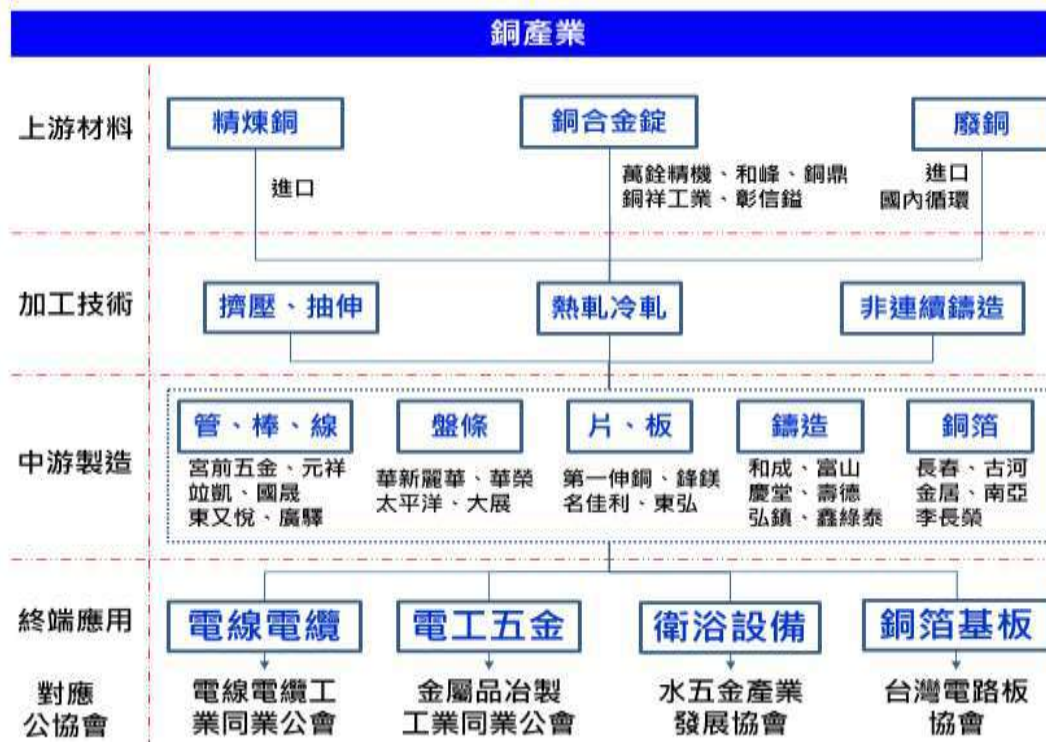 銅產業
上游材料
精煉銅
銅合金錠
廢銅
進口
萬銓精機、和峰、銅鼎
銅祥工業、彰信鎰
進口
國內循環
加工技術
擠壓、抽伸
熱軋冷軋
非連續鑄造
中游製造
管、棒、線
盤條
片、板
鑄造
銅箔
宮前五金、元祥
竝凱、國晟
東又悅、廣驛
華新麗華、華榮
太平洋、大展
第一伸銅、鋒鎂
名佳利、東弘
和成、富山
慶堂、壽德
弘鎮、鑫綠泰
長春、古河
金居、南亞
李長榮
終端應用
電線電纜
電工五金
衛浴設備
銅箔基板
對應
公協會
電線電纜工
業同業公會
金屬品冶製
工業同業公會
水五金產業
發展協會
台灣電路板
協會